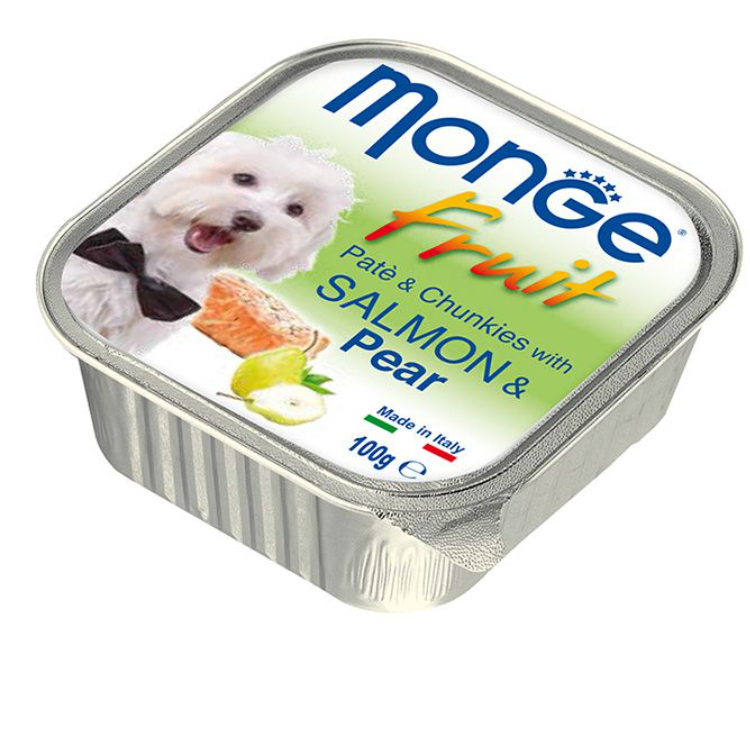 monGe
Fruit
Patè & Chunkies with
SALMON &
Pear
Made in Italy
100g ℮